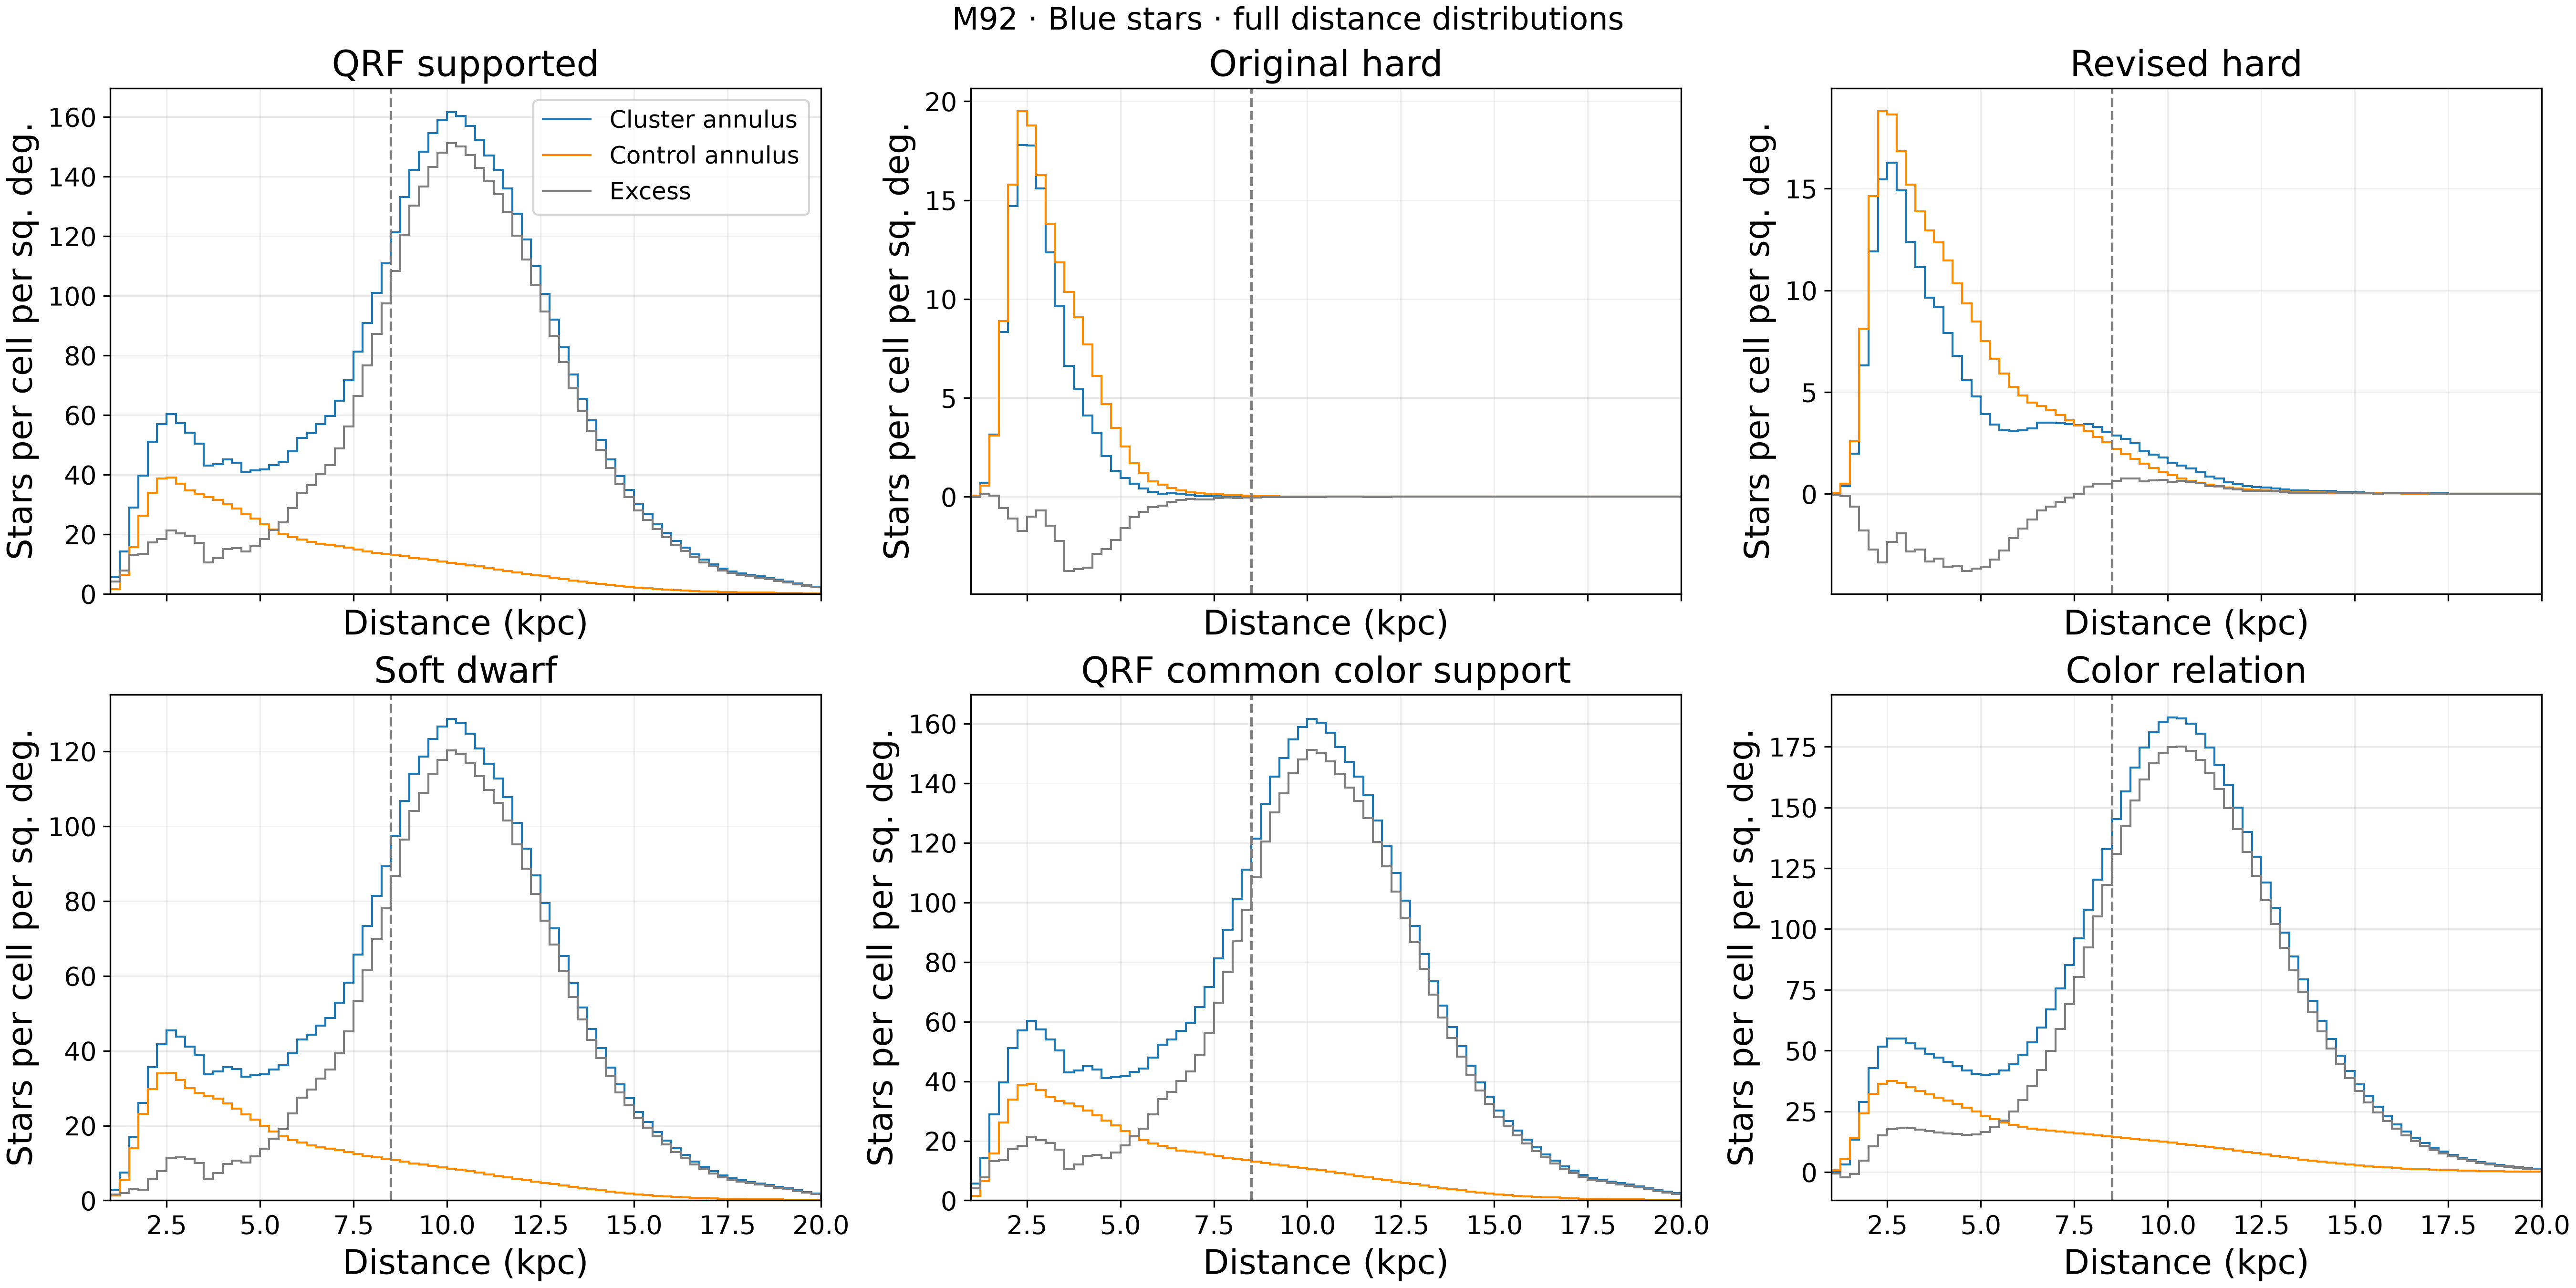 M92 · Blue stars · full distance distributions
QRF supported
Stars per cell per sq. deg.
160
140
120
100
80
60
40
20
0
Cluster annulus
Control annulus
Excess
Distance (kpc)
Original hard
Stars per cell per sq. deg.
20
15
10
5
0
Distance (kpc)
Revised hard
Stars per cell per sq. deg.
15
10
5
0
Distance (kpc)
Soft dwarf
Stars per cell per sq. deg.
120
100
80
60
40
20
0
2.5 5.0 7.5 10.0 12.5 15.0 17.5 20.0
Distance (kpc)
QRF common color support
Stars per cell per sq. deg.
160
140
120
100
80
60
40
20
0
2.5 5.0 7.5 10.0 12.5 15.0 17.5 20.0
Distance (kpc)
Color relation
Stars per cell per sq. deg.
175
150
125
100
75
50
25
0
2.5 5.0 7.5 10.0 12.5 15.0 17.5 20.0
Distance (kpc)